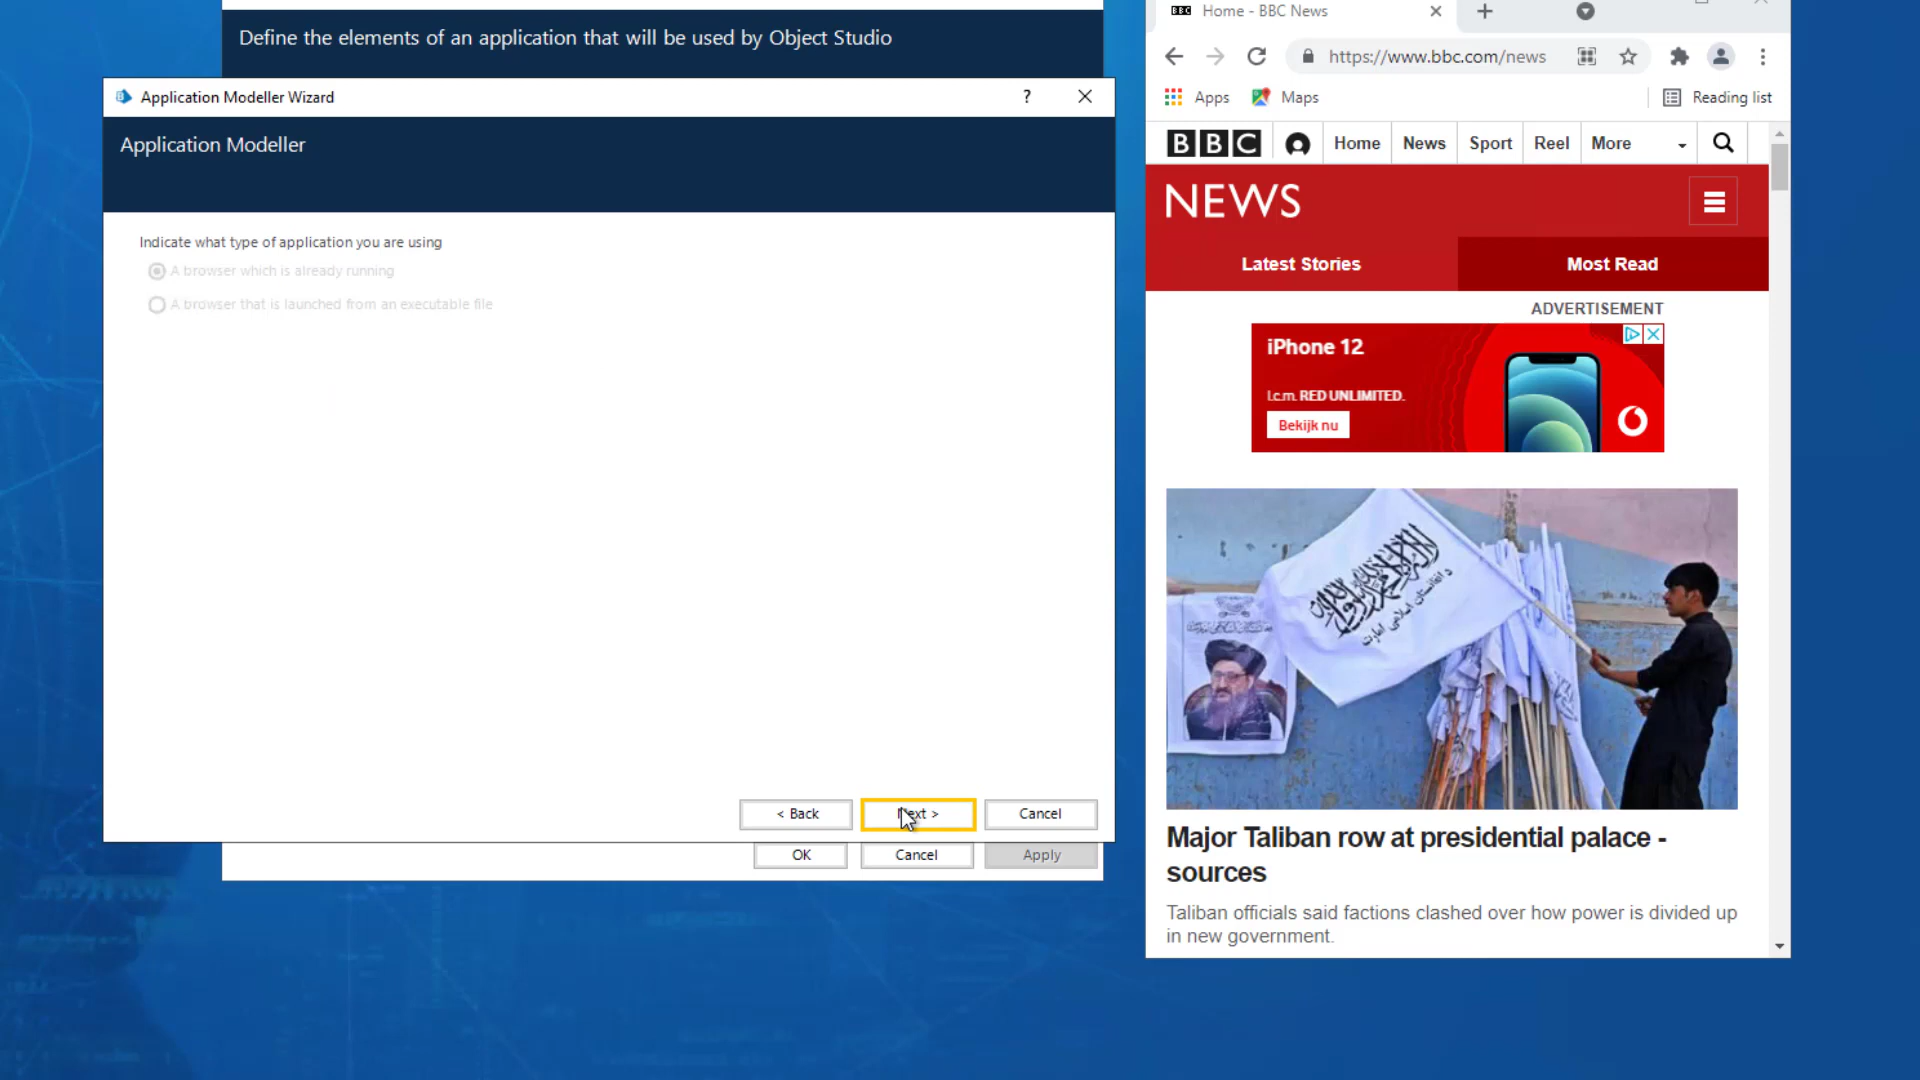 Define the elements of an application that will be used by Object Studio
Application Modeller Wizard
?
Application Modeller
Indicate what type of application you are using
A browser which is already running
A browser that is launched from an executable file
< Back
Next >
Cancel
OK
Cancel
Apply
BBC
Home - BBC News
https://www.bbc.com/news
Apps
Maps
Reading list
BBC
Home
News
Sport
Reel
More
NEWS
Latest Stories
Most Read
ADVERTISEMENT
iPhone 12
i.c.m. RED UNLIMITED.
Bekijk nu
Major Taliban row at presidential palace -
sources
Taliban officials said factions clashed over how power is divided up
in new government.